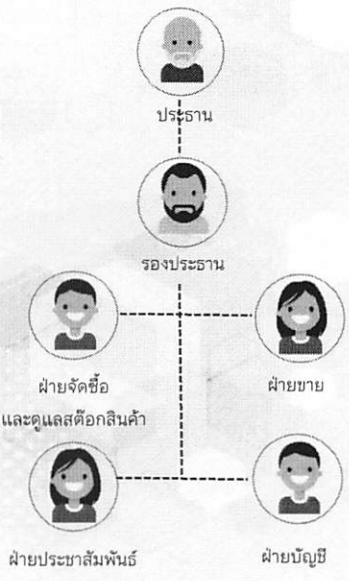 ประธาน
รองประธาน
ฝ่ายจัดซื้อ
และดูแลสต๊อกสินค้า
ฝ่ายขาย
ฝ่ายประชาสัมพันธ์
ฝ่ายบัญชี